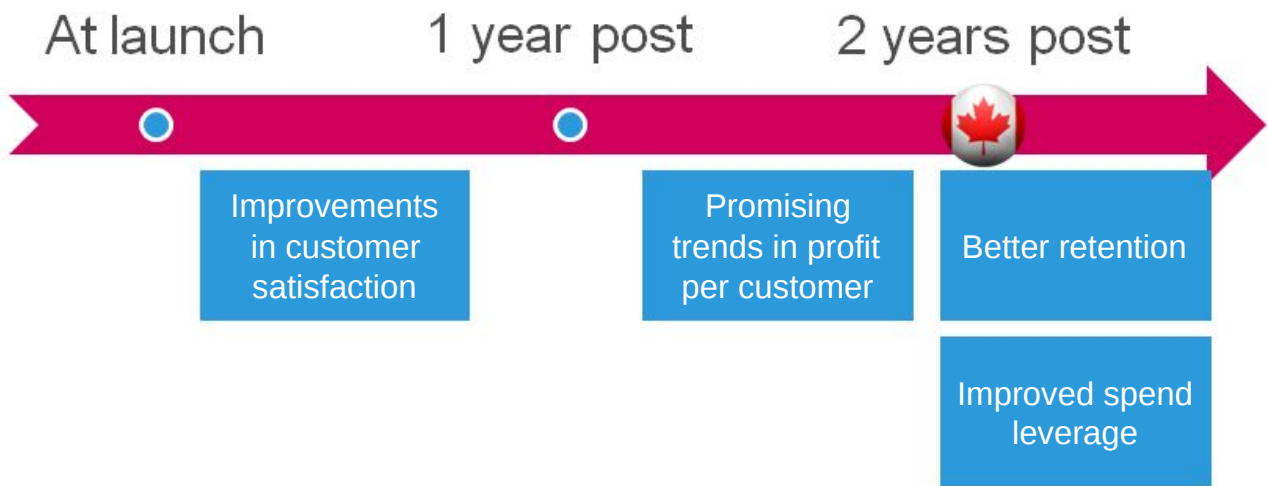 At launch
1 year post
2 years post
Improvements
in customer
satisfaction
Promising
trends in profit
per customer
Better retention
Improved spend
leverage